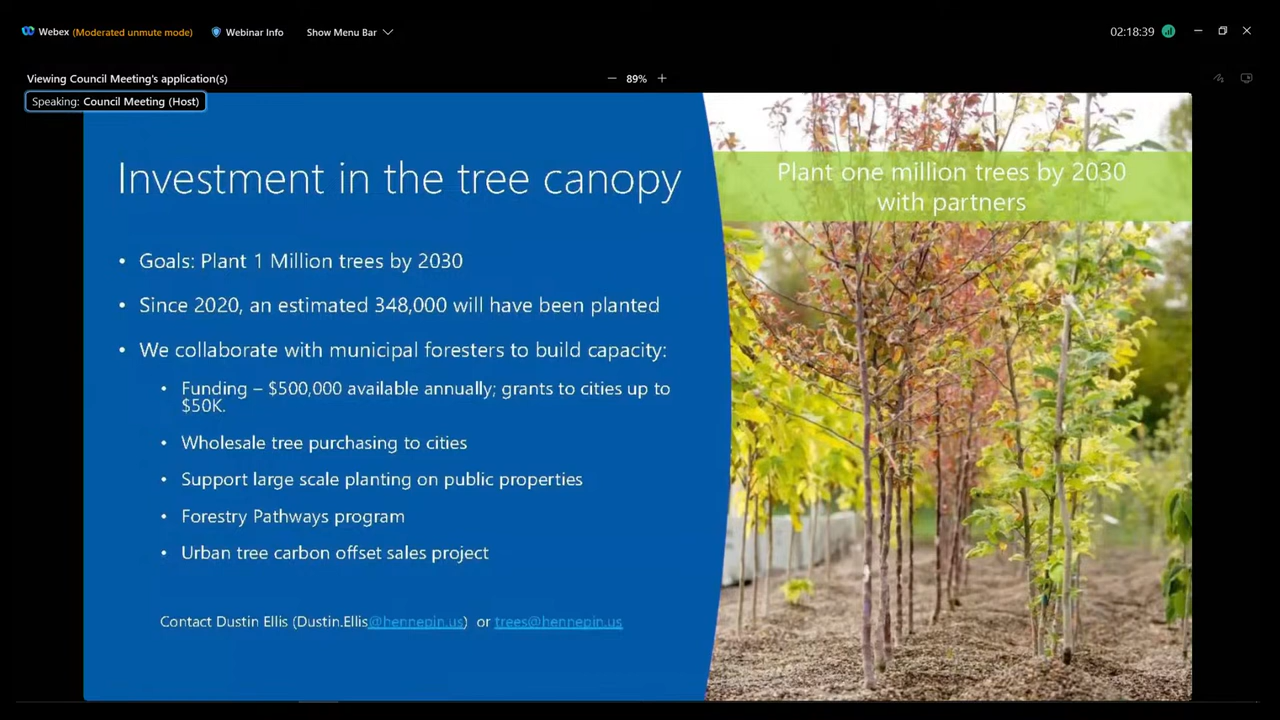 Webex (Moderated unmute mode) Webinar Info Show Menu Bar 02:18:39
Viewing Council Meeting's application(s) 89%
Speaking: Council Meeting (Host)
Investment in the tree canopy
Plant one million trees by 2030
with partners
• Goals: Plant 1 Million trees by 2030
• Since 2020, an estimated 348,000 will have been planted
• We collaborate with municipal foresters to build capacity:
• Funding – $500,000 available annually; grants to cities up to
$50K.
• Wholesale tree purchasing to cities
• Support large scale planting on public properties
• Forestry Pathways program
• Urban tree carbon offset sales project
Contact Dustin Ellis (Dustin.Ellis@hennepin.us) or trees@hennepin.us